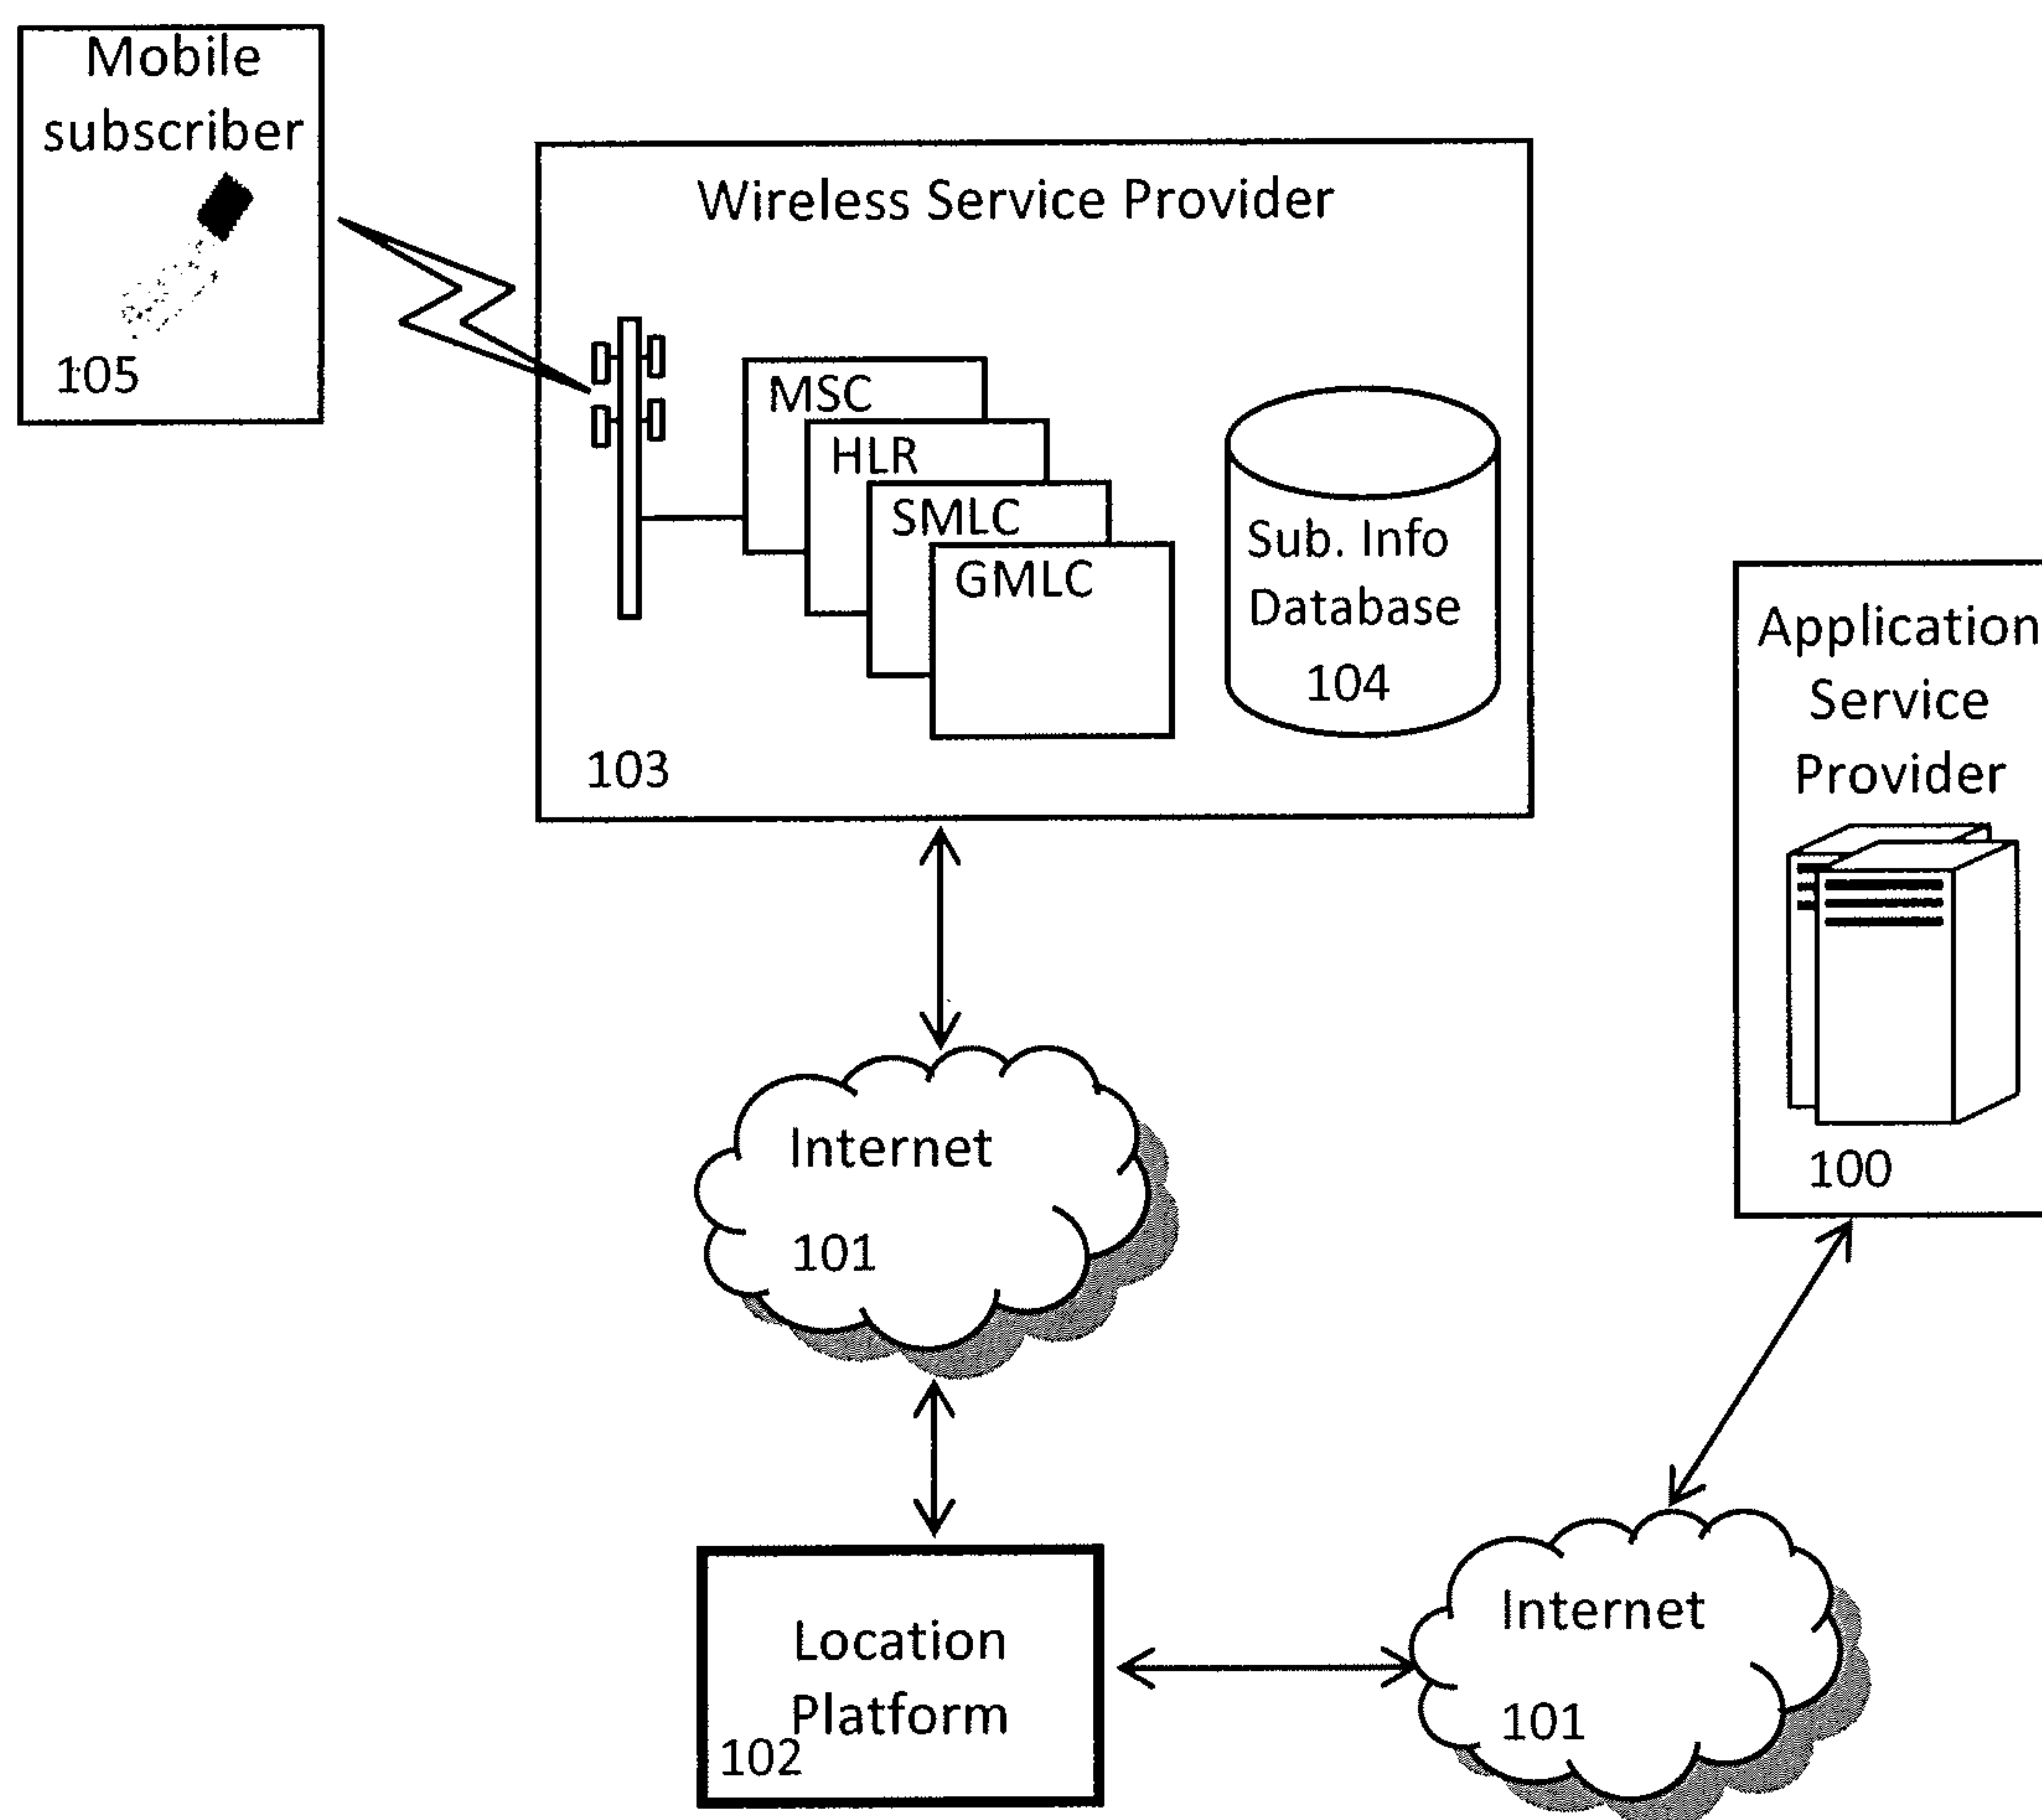 Mobile
subscriber
105
Wireless Service Provider
MSC
HLR
SMLC
GMLC
Sub. Info
Database
104
103
Application
Service
Provider
100
Internet
101
Location
Platform
102
Internet
101